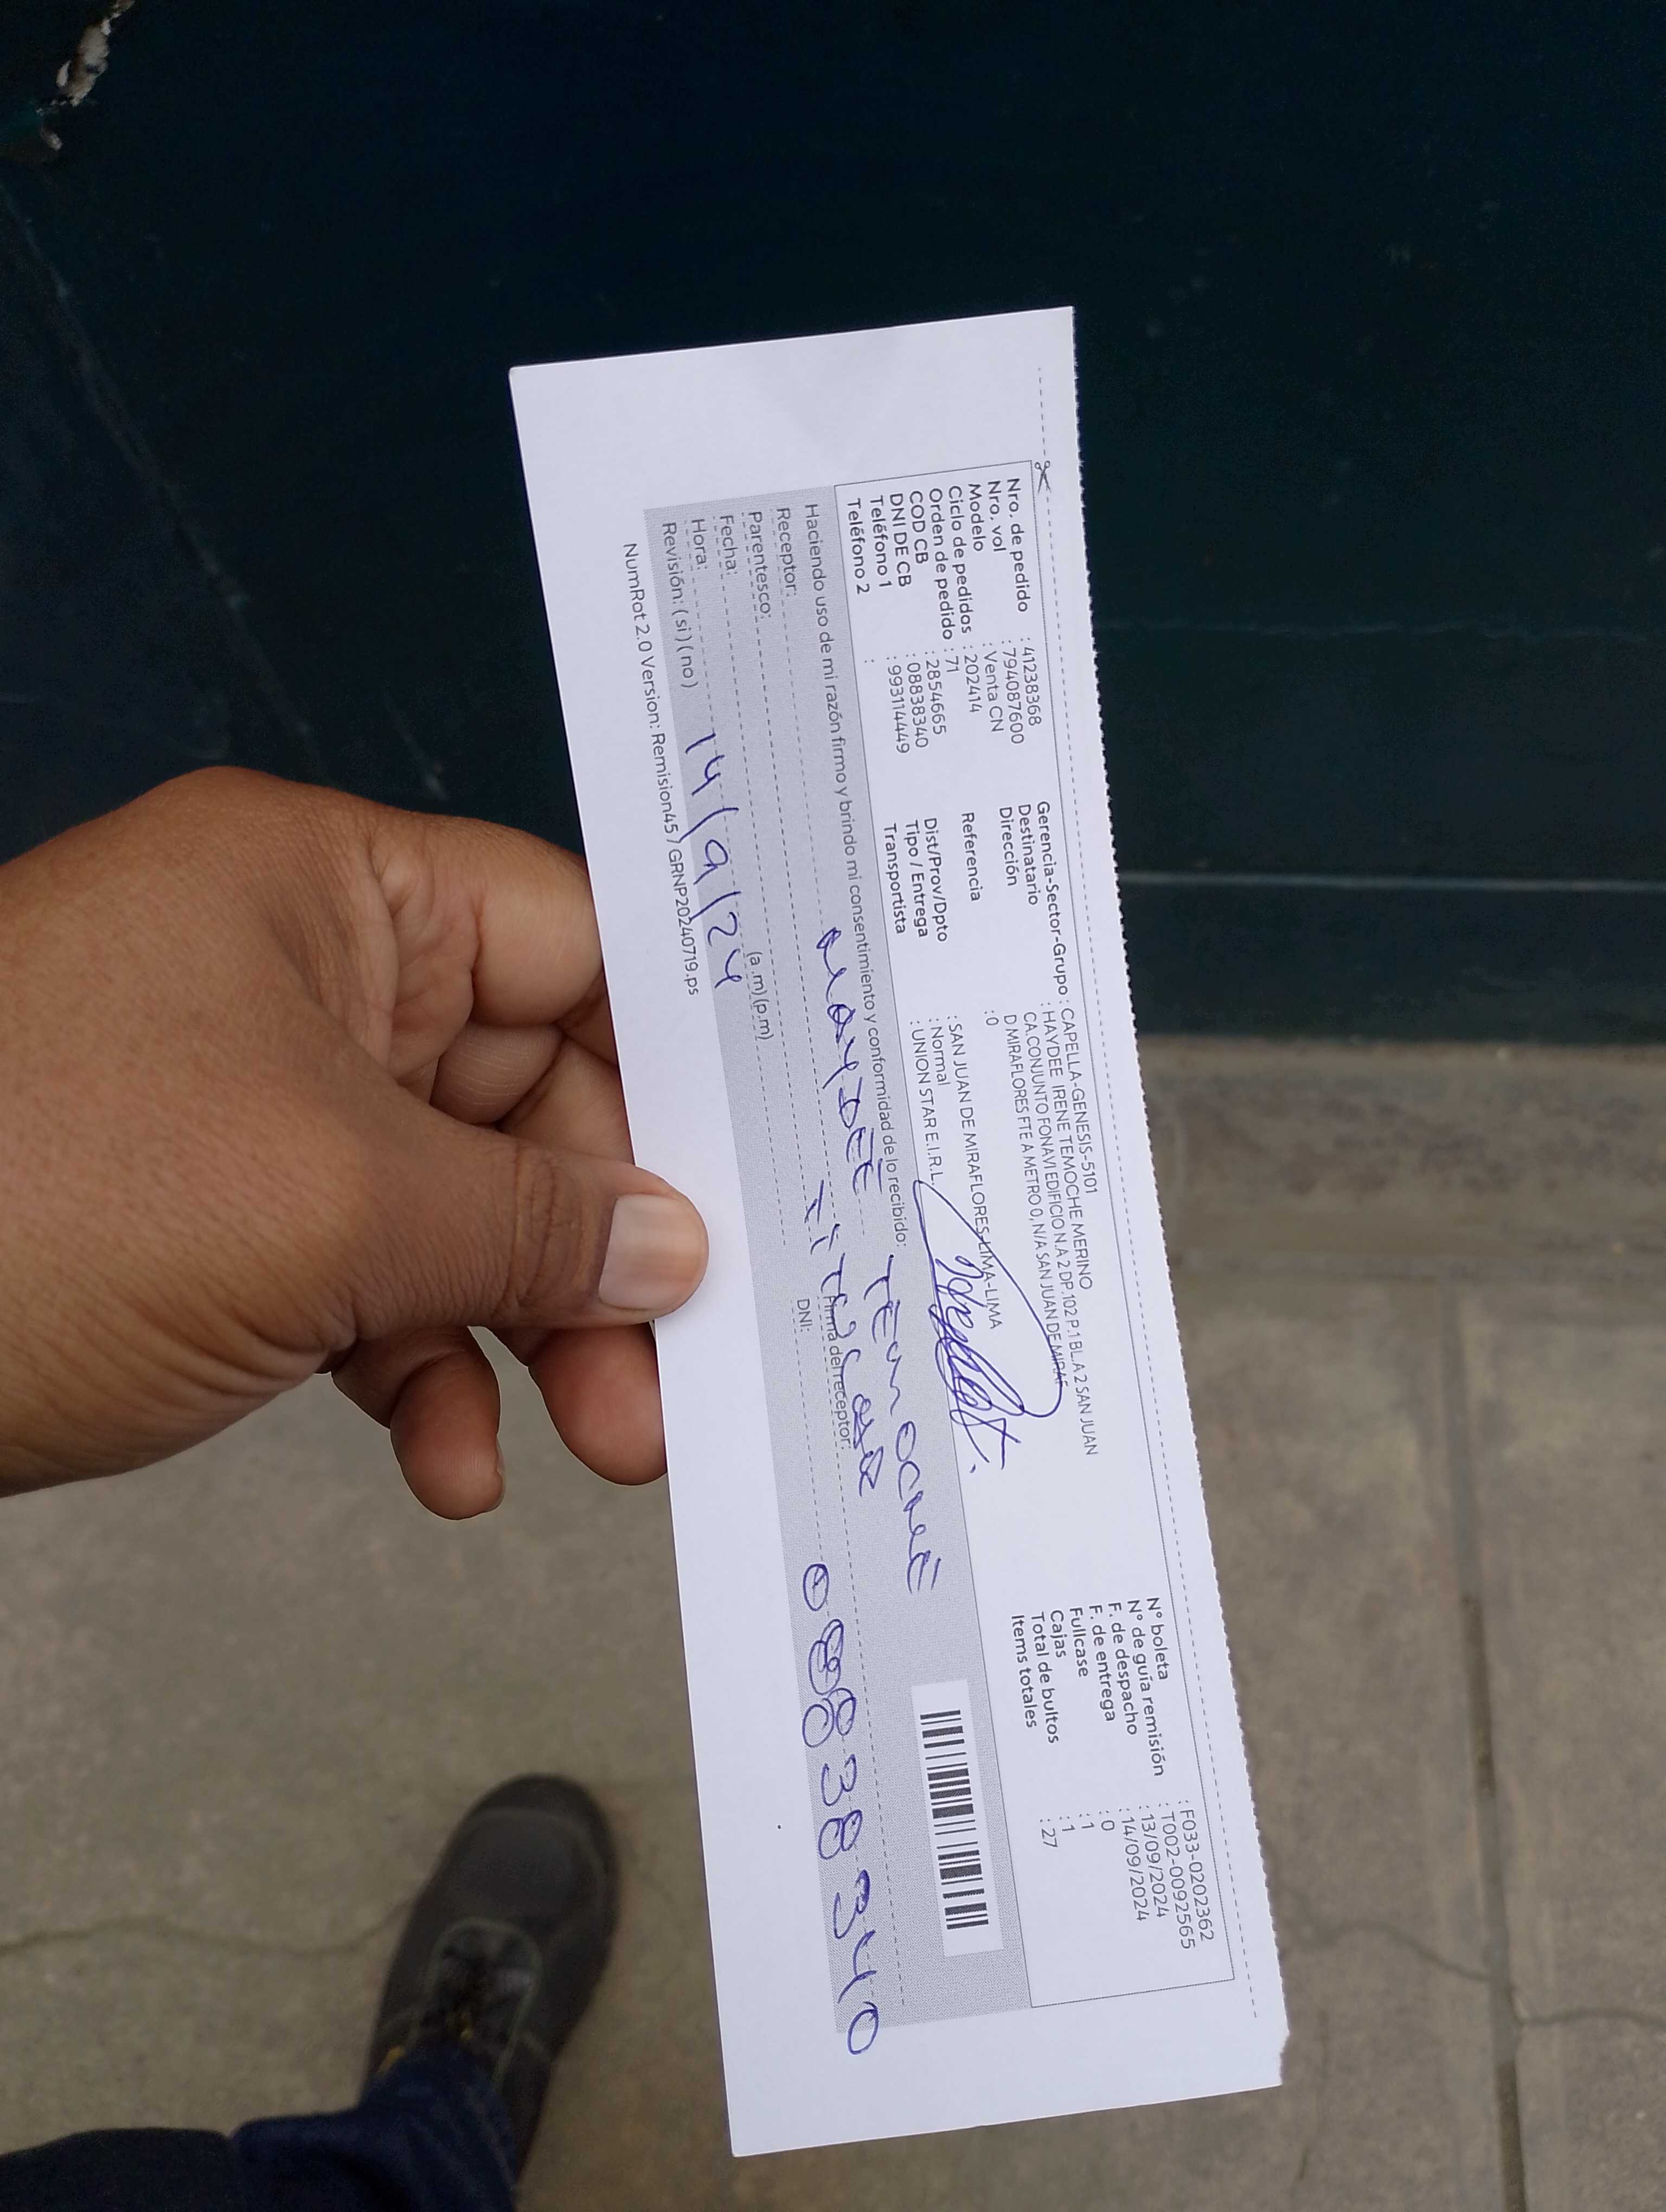 Nro. de pedido : 41238368
Nro. vol : 794087600
Modelo : Venta CN
Ciclo de pedidos : 202414
Orden de pedido : 71
COD CB : 2854665
DNI DE CB : 08838340
Teléfono 1 : 993114449
Teléfono 2 :
Gerencia-Sector-Grupo : CAPELLA-GENESIS-5101
Destinatario : HAYDEE IRENE TEMOCHE MERINO
Dirección : CA.CONJUNTO FONAVI EDIFICIO N.A 2 DP.102 P.1 BL.A 2 SAN JUAN
D MIRAFLORES FTE A METRO 0, N/A SAN JUAN DE MIRAF
Referencia : 0
Dist/Prov/Dpto : SAN JUAN DE MIRAFLORES-LIMA-LIMA
Tipo / Entrega : Normal
Transportista : UNION STAR E.I.R.L.
N° boleta : F033-0202362
N° de guía remisión : T002-0092565
F. de despacho : 13/09/2024
F. de entrega : 14/09/2024
Fullcase : 0
Cajas : 1
Total de bultos : 1
Items totales : 27
Haciendo uso de mi razón firmo y brindo mi consentimiento y conformidad de lo recibido:
Receptor: HAYDEE TEMOCHE
Parentesco: TITULAR
Firma del receptor:
Fecha: 14/9/24
DNI: 08838340
Hora: (a.m) (p.m)
Revisión: ( si ) ( no )
NumRot 2.0 Version: Remision45 / GRNP20240719.ps